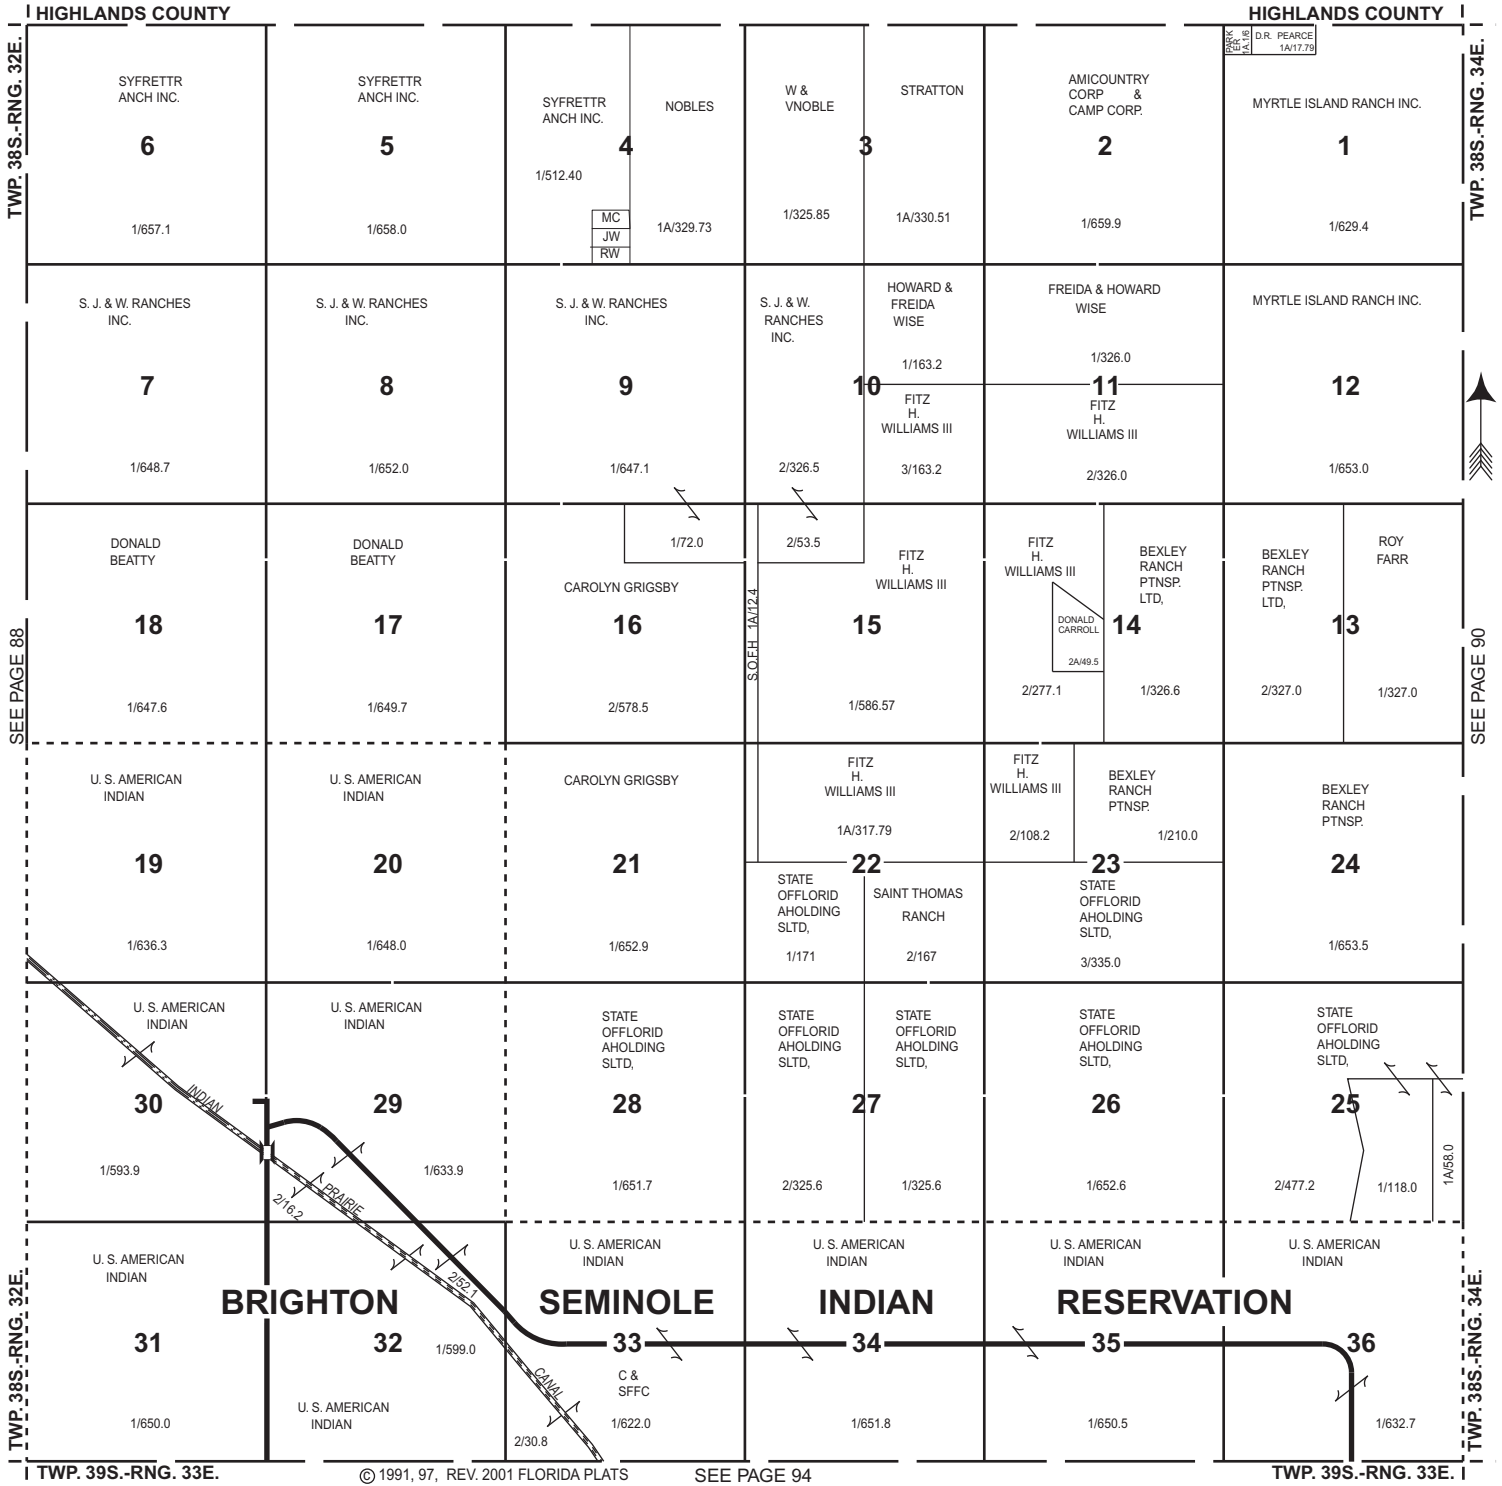 HIGHLANDS COUNTY
HIGHLANDS COUNTY
TWP. 38S.-RNG. 32E.
TWP. 38S.-RNG. 34E.
SYFRETTR
ANCH INC.
6
1/657.1
SYFRETTR
ANCH INC.
5
1/658.0
SYFRETTR
ANCH INC.
4
1/512.40
MC
JW
RW
NOBLES
1A/329.73
W &
VNOBLE
3
1/325.85
STRATTON
1A/330.51
AMICOUNTRY
CORP &
CAMP CORP.
2
1/659.9
PARK
ER
1A.1/6
D.R. PEARCE
1A/17.79
MYRTLE ISLAND RANCH INC.
1
1/629.4
S. J. & W. RANCHES
INC.
7
1/648.7
S. J. & W. RANCHES
INC.
8
1/652.0
S. J. & W. RANCHES
INC.
9
1/647.1
S. J. & W.
RANCHES
INC.
10
2/326.5
HOWARD &
FREIDA
WISE
1/163.2
FITZ
H.
WILLIAMS III
3/163.2
FREIDA & HOWARD
WISE
1/326.0
11
FITZ
H.
WILLIAMS III
2/326.0
MYRTLE ISLAND RANCH INC.
12
1/653.0
DONALD
BEATTY
18
1/647.6
DONALD
BEATTY
17
1/649.7
1/72.0
CAROLYN GRIGSBY
16
2/578.5
2/53.5
S.O.F.H 1A/12.4
FITZ
H.
WILLIAMS III
15
1/586.57
FITZ
H.
WILLIAMS III
DONALD
CARROLL
2A/49.5
2/277.1
14
BEXLEY
RANCH
PTNSP.
LTD,
1/326.6
BEXLEY
RANCH
PTNSP.
LTD,
13
2/327.0
ROY
FARR
1/327.0
SEE PAGE 88
SEE PAGE 90
U. S. AMERICAN
INDIAN
19
1/636.3
U. S. AMERICAN
INDIAN
20
1/648.0
CAROLYN GRIGSBY
21
1/652.9
FITZ
H.
WILLIAMS III
1A/317.79
22
STATE
OFFLORID
AHOLDING
SLTD,
1/171
SAINT THOMAS
RANCH
2/167
FITZ
H.
WILLIAMS III
2/108.2
BEXLEY
RANCH
PTNSP.
1/210.0
23
STATE
OFFLORID
AHOLDING
SLTD,
3/335.0
BEXLEY
RANCH
PTNSP.
24
1/653.5
U. S. AMERICAN
INDIAN
30
INDIAN
1/593.9
U. S. AMERICAN
INDIAN
29
1/633.9
2/16.2
PRAIRIE
STATE
OFFLORID
AHOLDING
SLTD,
28
1/651.7
STATE
OFFLORID
AHOLDING
SLTD,
27
2/325.6
STATE
OFFLORID
AHOLDING
SLTD,
1/325.6
STATE
OFFLORID
AHOLDING
SLTD,
26
1/652.6
STATE
OFFLORID
AHOLDING
SLTD,
25
2/477.2
1/118.0
1A/58.0
U. S. AMERICAN
INDIAN
31
1/650.0
BRIGHTON SEMINOLE INDIAN RESERVATION
2/52.1
32
1/599.0
U. S. AMERICAN
INDIAN
U. S. AMERICAN
INDIAN
33
C &
SFFC
1/622.0
CANAL
2/30.8
U. S. AMERICAN
INDIAN
34
1/651.8
U. S. AMERICAN
INDIAN
35
1/650.5
U. S. AMERICAN
INDIAN
36
1/632.7
TWP. 38S.-RNG. 32E.
TWP. 38S.-RNG. 34E.
TWP. 39S.-RNG. 33E.
© 1991, 97, REV. 2001 FLORIDA PLATS
SEE PAGE 94
TWP. 39S.-RNG. 33E.